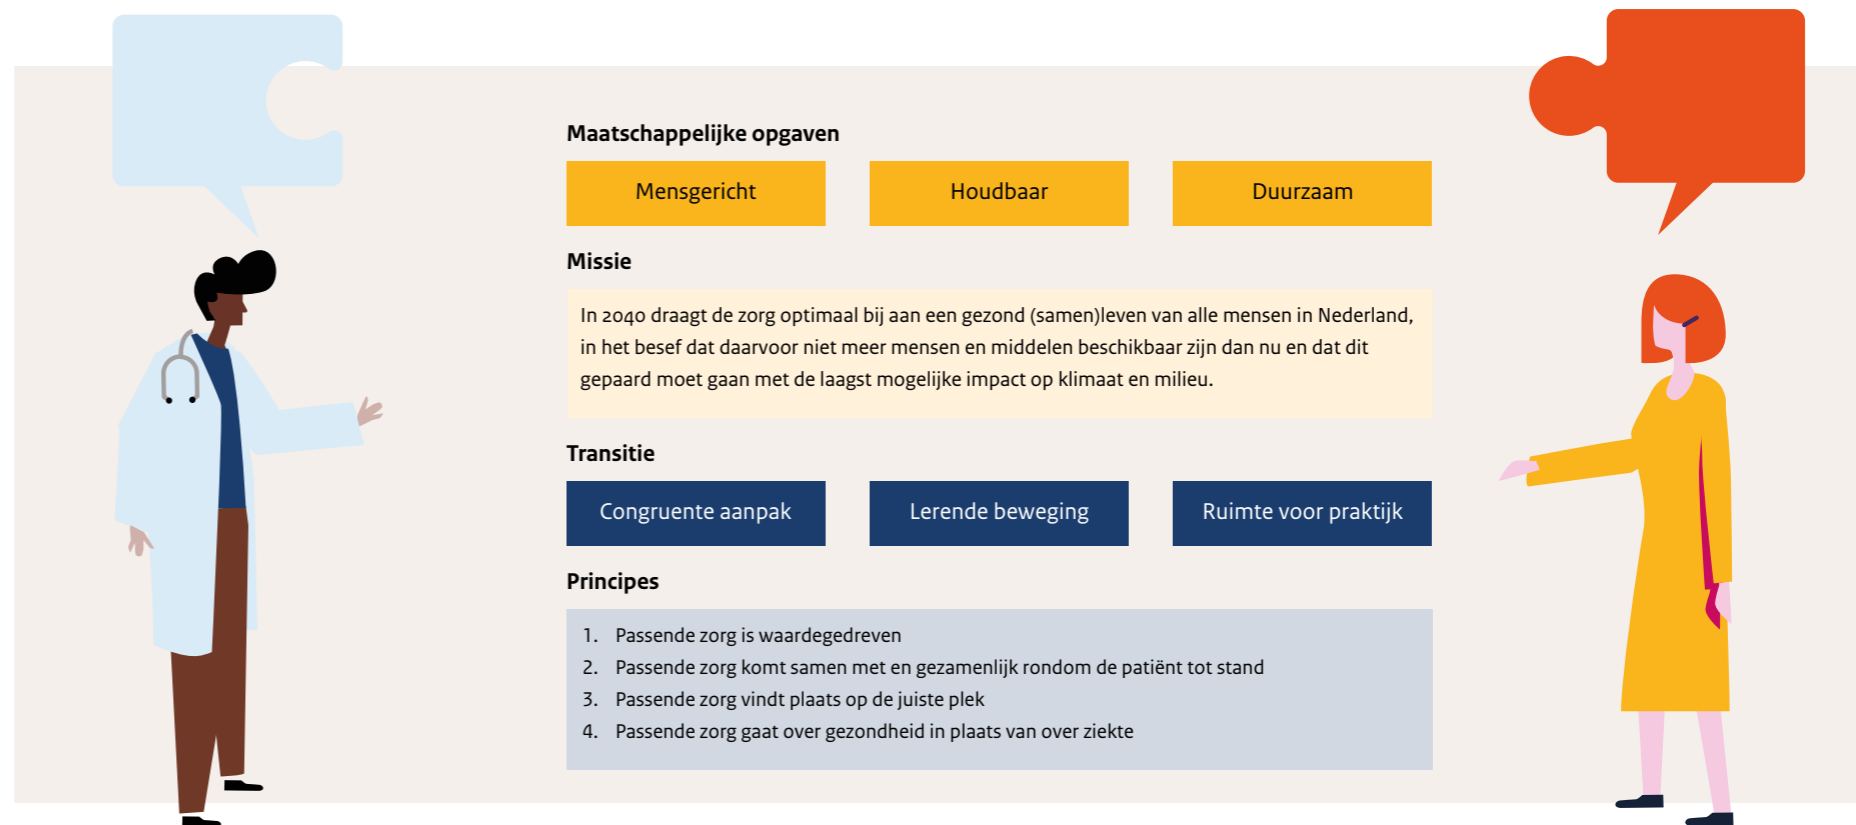 Maatschappelijke opgaven
Mensgericht
Houdbaar
Duurzaam
Missie
In 2040 draagt de zorg optimaal bij aan een gezond (samen)leven van alle mensen in Nederland,
in het besef dat daarvoor niet meer mensen en middelen beschikbaar zijn dan nu en dat dit
gepaard moet gaan met de laagst mogelijke impact op klimaat en milieu.
Transitie
Congruente aanpak
Lerende beweging
Ruimte voor praktijk
Principes
1. Passende zorg is waardegedreven
2. Passende zorg komt samen met en gezamenlijk rondom de patiënt tot stand
3. Passende zorg vindt plaats op de juiste plek
4. Passende zorg gaat over gezondheid in plaats van over ziekte